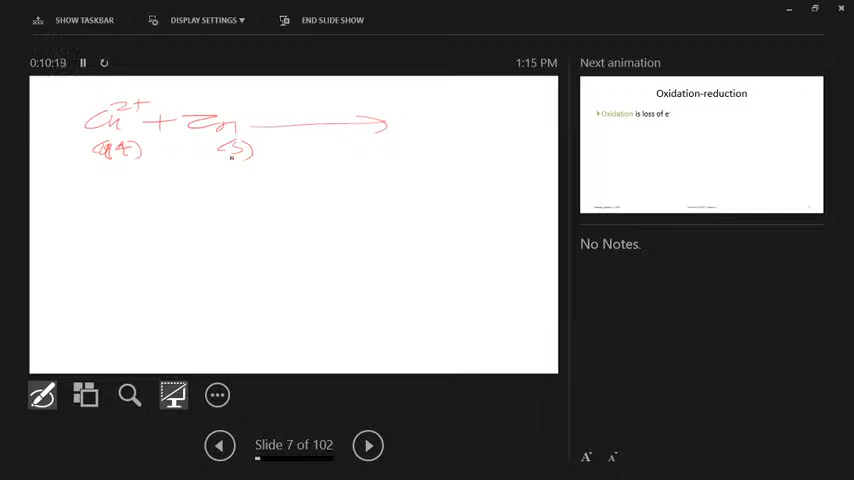 SHOW TASKBAR DISPLAY SETTINGS ▼ END SLIDE SHOW
0:10:19 1:15 PM
Next animation
Cu²⁺ + Zn →
(aq) (s)
Oxidation-reduction
Oxidation is loss of e⁻
No Notes.
Slide 7 of 102
A A